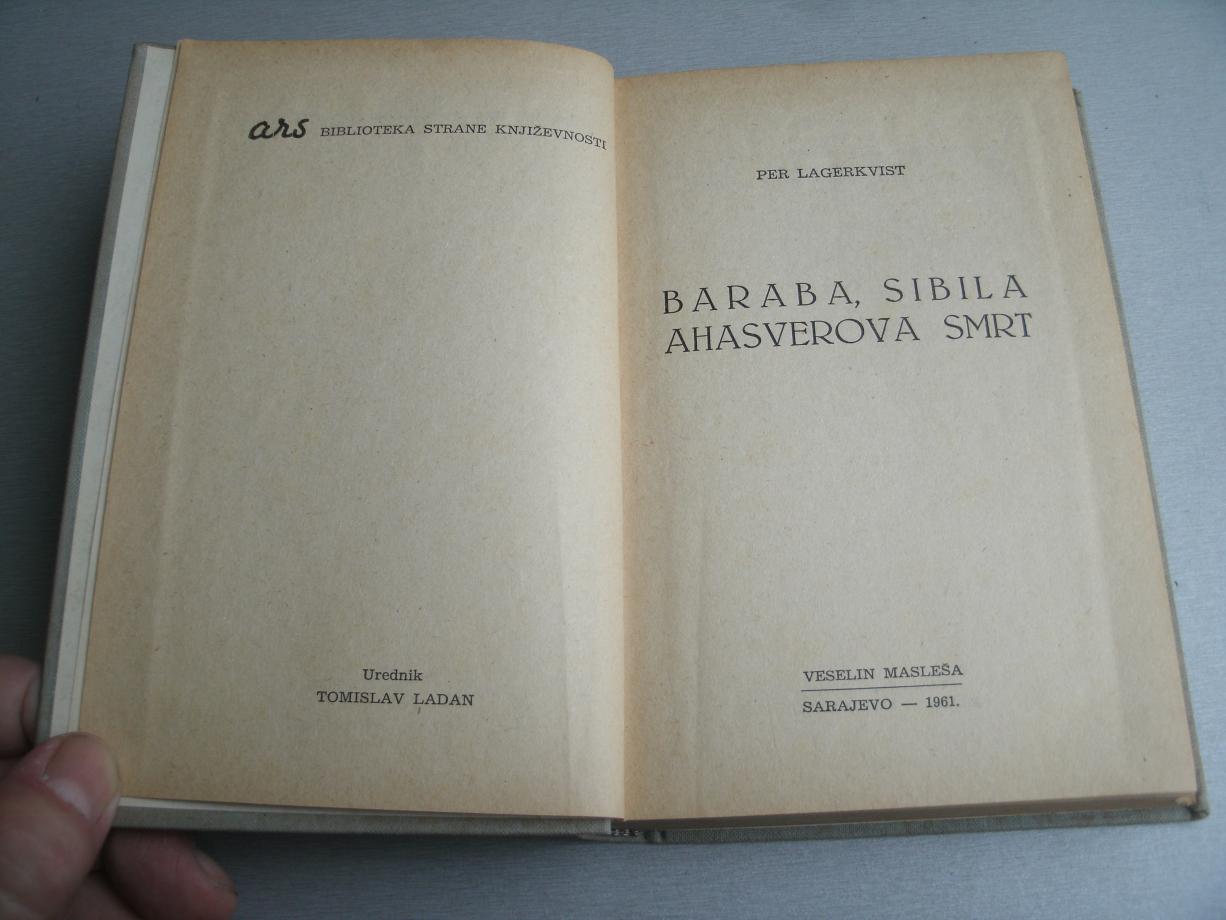 ars BIBLIOTEKA STRANE KNJIŽEVNOSTI
Urednik
TOMISLAV LADAN
PER LAGERKVIST
BARABA, SIBILA
AHASVEROVA SMRT
VESELIN MASLEŠA
SARAJEVO — 1961.